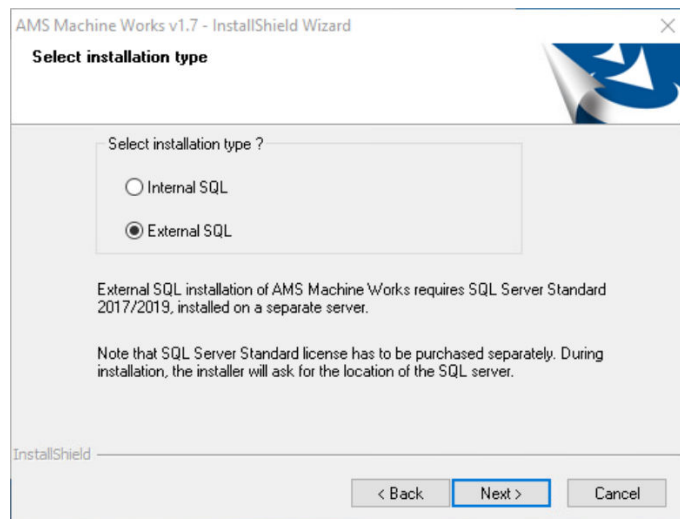 AMS Machine Works v1.7 - InstallShield Wizard
Select installation type
Select installation type ?
Internal SQL
External SQL
External SQL installation of AMS Machine Works requires SQL Server Standard
2017/2019, installed on a separate server.
Note that SQL Server Standard license has to be purchased separately. During
installation, the installer will ask for the location of the SQL server.
InstallShield
< Back
Next >
Cancel